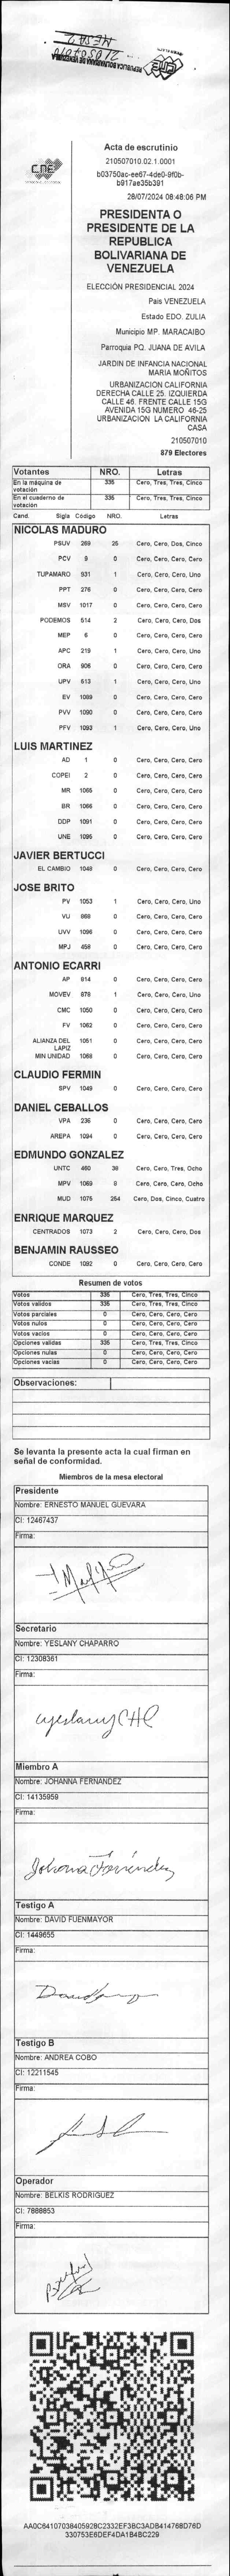 MESA 2
210507010
REPUBLICA BOLIVARIANA DE VENEZUELA
CNE
Acta de escrutinio
210507010.02.1.0001
b03750ac-ee67-4de0-9f0b-
b917ae35b391
28/07/2024 08:48:06 PM
PRESIDENTA O
PRESIDENTE DE LA
REPUBLICA
BOLIVARIANA DE
VENEZUELA
ELECCIÓN PRESIDENCIAL 2024
Pais VENEZUELA
Estado EDO. ZULIA
Municipio MP. MARACAIBO
Parroquia PQ. JUANA DE AVILA
JARDIN DE INFANCIA NACIONAL
MARIA MOÑITOS
URBANIZACION CALIFORNIA
DERECHA CALLE 25. IZQUIERDA
CALLE 46. FRENTE CALLE 15G
AVENIDA 15G NUMERO 46-25
URBANIZACION LA CALIFORNIA
CASA
210507010
879 Electores
Votantes NRO. Letras
En la máquina de votación 335 Cero, Tres, Tres, Cinco
En el cuaderno de votación 335 Cero, Tres, Tres, Cinco
Cand. Sigla Código NRO. Letras
NICOLAS MADURO
PSUV 269 25 Cero, Cero, Dos, Cinco
PCV 9 0 Cero, Cero, Cero, Cero
TUPAMARO 931 1 Cero, Cero, Cero, Uno
PPT 276 0 Cero, Cero, Cero, Cero
MSV 1017 0 Cero, Cero, Cero, Cero
PODEMOS 514 2 Cero, Cero, Cero, Dos
MEP 6 0 Cero, Cero, Cero, Cero
APC 219 1 Cero, Cero, Cero, Uno
ORA 906 0 Cero, Cero, Cero, Cero
UPV 613 1 Cero, Cero, Cero, Uno
EV 1089 0 Cero, Cero, Cero, Cero
PVV 1090 0 Cero, Cero, Cero, Cero
PFV 1093 1 Cero, Cero, Cero, Uno
LUIS MARTINEZ
AD 1 0 Cero, Cero, Cero, Cero
COPEI 2 0 Cero, Cero, Cero, Cero
MR 1065 0 Cero, Cero, Cero, Cero
BR 1066 0 Cero, Cero, Cero, Cero
DDP 1091 0 Cero, Cero, Cero, Cero
UNE 1095 0 Cero, Cero, Cero, Cero
JAVIER BERTUCCI
EL CAMBIO 1048 0 Cero, Cero, Cero, Cero
JOSE BRITO
PV 1053 1 Cero, Cero, Cero, Uno
VU 868 0 Cero, Cero, Cero, Cero
UVV 1096 0 Cero, Cero, Cero, Cero
MPJ 458 0 Cero, Cero, Cero, Cero
ANTONIO ECARRI
AP 814 0 Cero, Cero, Cero, Cero
MOVEV 878 1 Cero, Cero, Cero, Uno
CMC 1050 0 Cero, Cero, Cero, Cero
FV 1062 0 Cero, Cero, Cero, Cero
ALIANZA DEL LAPIZ 1051 0 Cero, Cero, Cero, Cero
MIN UNIDAD 1068 0 Cero, Cero, Cero, Cero
CLAUDIO FERMIN
SPV 1049 0 Cero, Cero, Cero, Cero
DANIEL CEBALLOS
VPA 236 0 Cero, Cero, Cero, Cero
AREPA 1094 0 Cero, Cero, Cero, Cero
EDMUNDO GONZALEZ
UNTC 460 38 Cero, Cero, Tres, Ocho
MPV 1069 8 Cero, Cero, Cero, Ocho
MUD 1075 254 Cero, Dos, Cinco, Cuatro
ENRIQUE MARQUEZ
CENTRADOS 1073 2 Cero, Cero, Cero, Dos
BENJAMIN RAUSSEO
CONDE 1092 0 Cero, Cero, Cero, Cero
Resumen de votos
Votos 335 Cero, Tres, Tres, Cinco
Votos validos 335 Cero, Tres, Tres, Cinco
Votos parciales 0 Cero, Cero, Cero, Cero
Votos nulos 0 Cero, Cero, Cero, Cero
Votos vacios 0 Cero, Cero, Cero, Cero
Opciones validas 335 Cero, Tres, Tres, Cinco
Opciones nulas 0 Cero, Cero, Cero, Cero
Opciones vacias 0 Cero, Cero, Cero, Cero
Observaciones:
Se levanta la presente acta la cual firman en
señal de conformidad.
Miembros de la mesa electoral
Presidente
Nombre: ERNESTO MANUEL GUEVARA
CI: 12467437
Firma:
Secretario
Nombre: YESLANY CHAPARRO
CI: 12308361
Firma:
Yeslany CH
Miembro A
Nombre: JOHANNA FERNANDEZ
CI: 14135959
Firma:
Johanna Fernández
Testigo A
Nombre: DAVID FUENMAYOR
CI: 1449655
Firma:
Testigo B
Nombre: ANDREA COBO
CI: 12211545
Firma:
Operador
Nombre: BELKIS RODRIGUEZ
CI: 7888853
Firma:
AA0C64107038405928C2332EF3BC3ADB414768D76D
330753E6DEF4DA1B4BC229